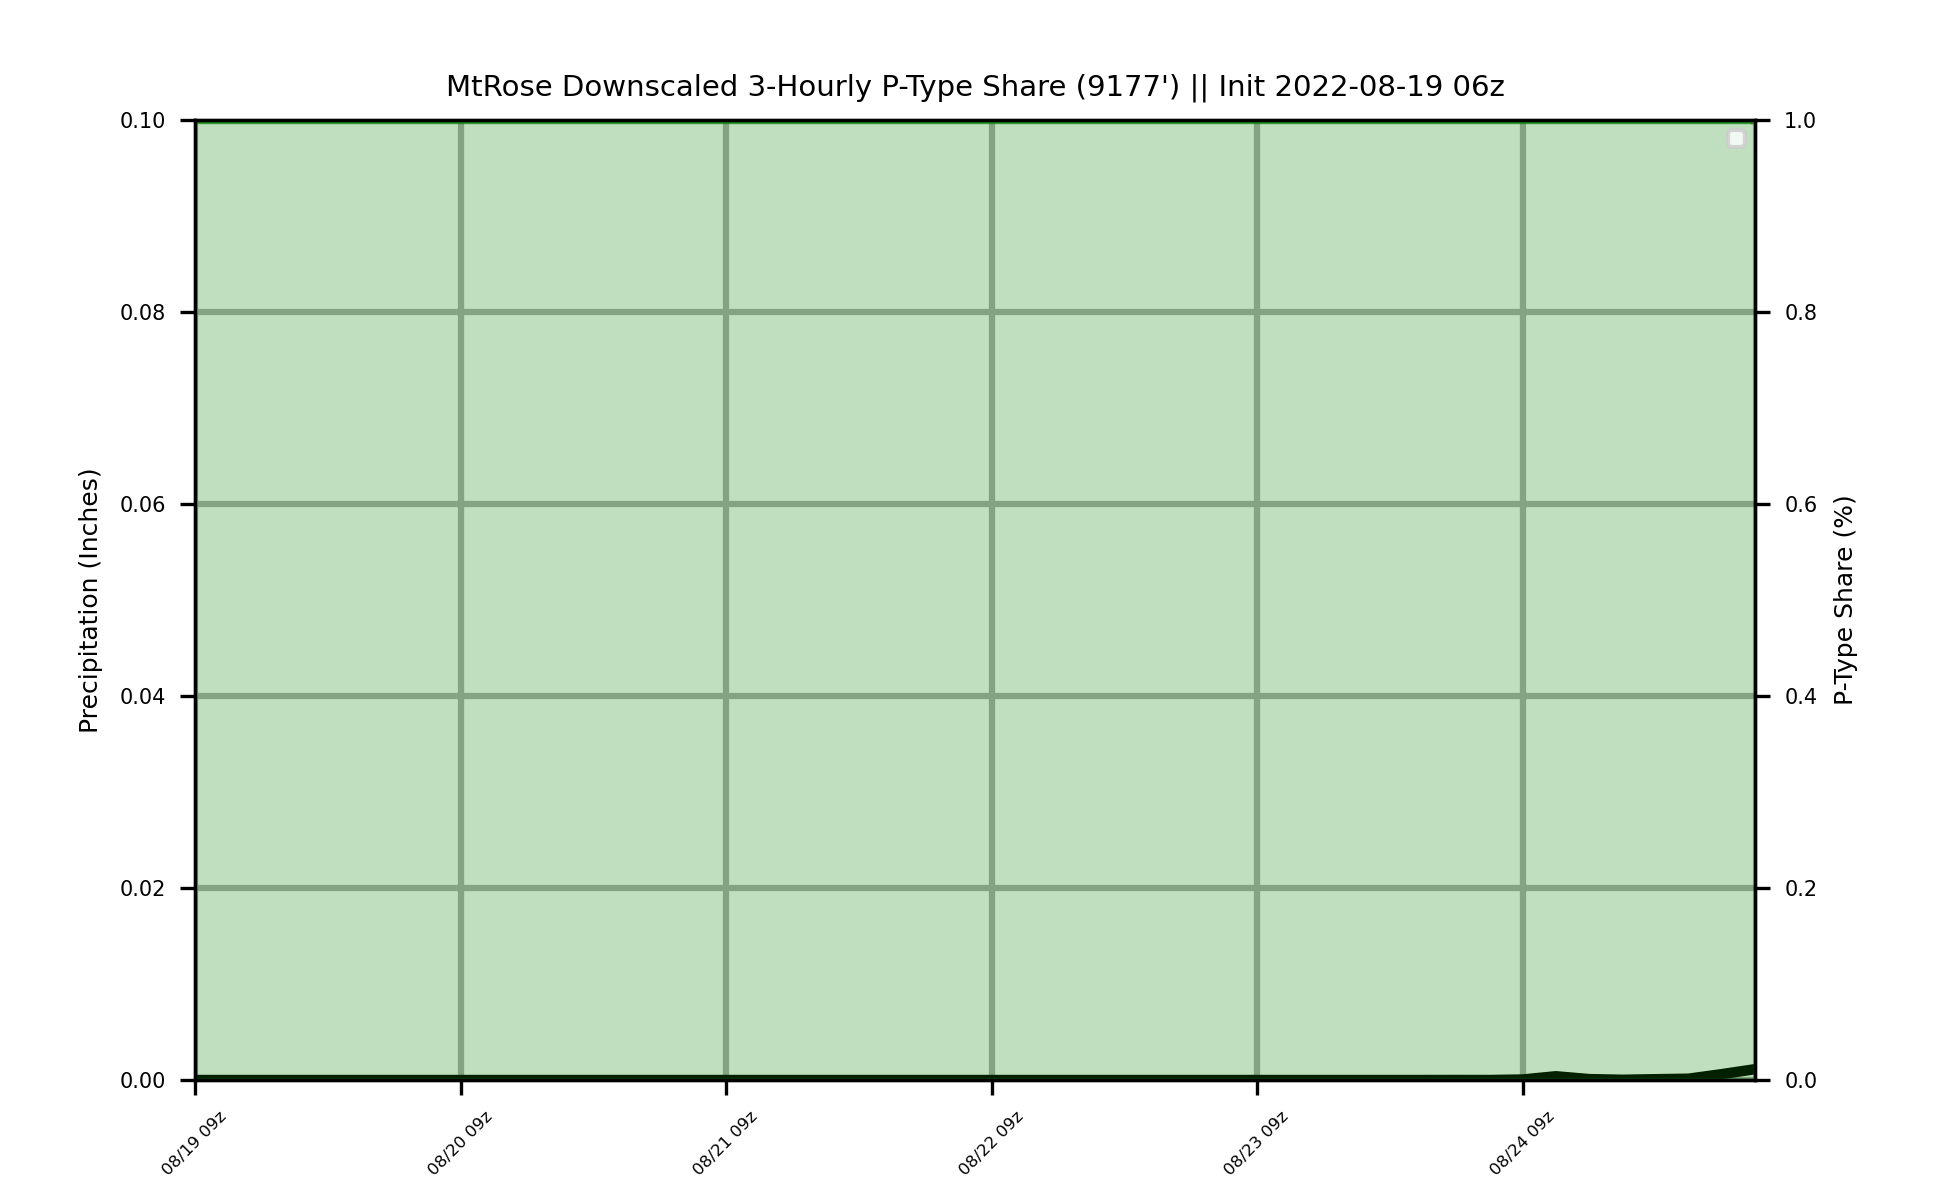 MtRose Downscaled 3-Hourly P-Type Share (9177') || Init 2022-08-19 06z
Precipitation (Inches)
0.10
0.08
0.06
0.04
0.02
0.00
1.0
0.8
0.6
0.4
0.2
0.0
P-Type Share (%)
08/19 09z
08/20 09z
08/21 09z
08/22 09z
08/23 09z
08/24 09z